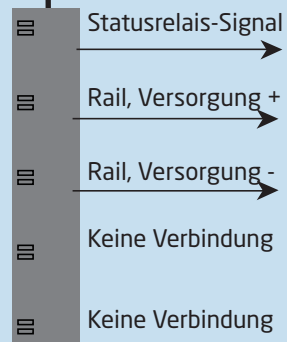 Statusrelais-Signal
Rail, Versorgung +
Rail, Versorgung -
Keine Verbindung
Keine Verbindung